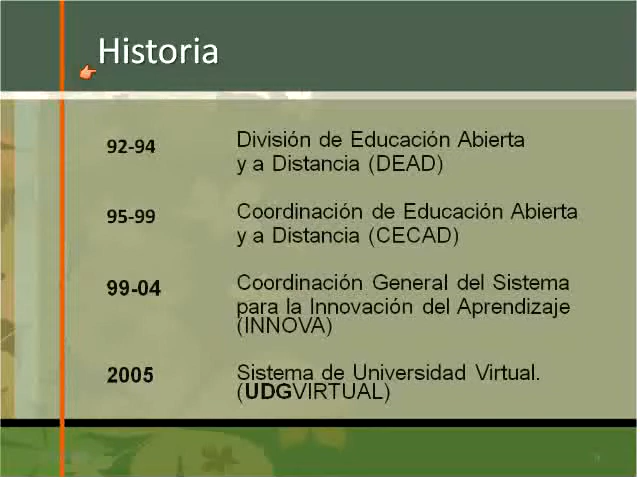 Historia
92-94
División de Educación Abierta
y a Distancia (DEAD)
95-99
Coordinación de Educación Abierta
y a Distancia (CECAD)
99-04
Coordinación General del Sistema
para la Innovación del Aprendizaje
(INNOVA)
2005
Sistema de Universidad Virtual.
(UDGVIRTUAL)